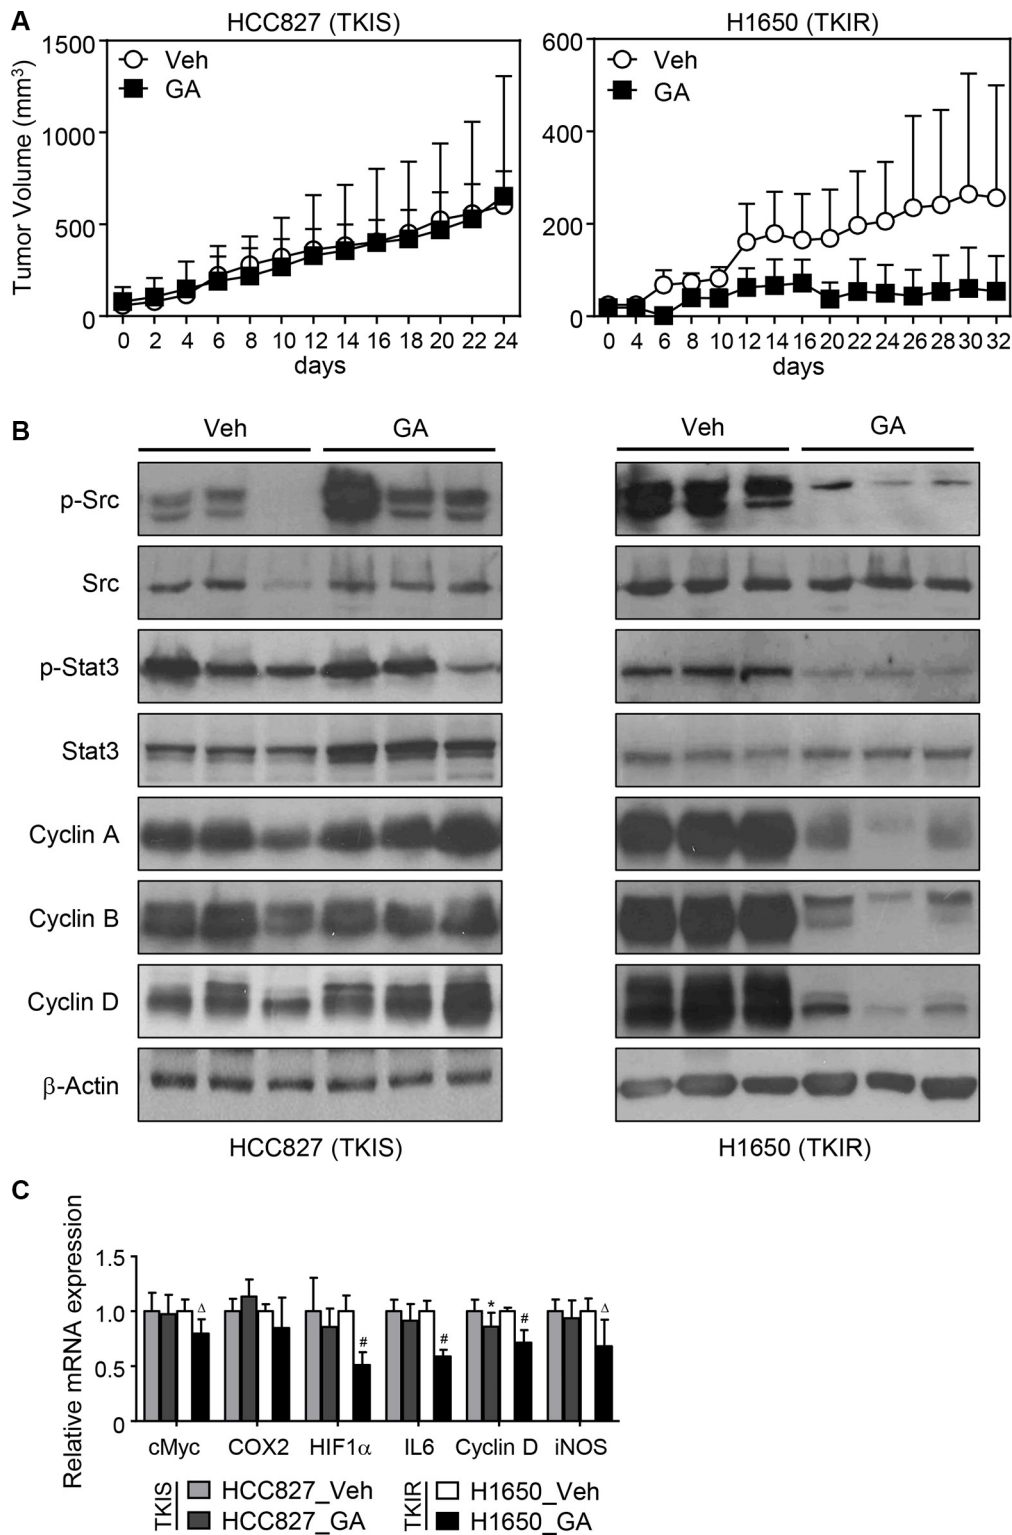 A
HCC827 (TKIS)
H1650 (TKIR)
Tumor Volume (mm³)
1500
1000
500
0
Veh
GA
0 2 4 6 8 10 12 14 16 18 20 22 24
days
600
400
200
0
Veh
GA
0 4 6 8 10 12 14 16 20 22 24 26 28 30 32
days
B
Veh GA Veh GA
p-Src
Src
p-Stat3
Stat3
Cyclin A
Cyclin B
Cyclin D
β-Actin
HCC827 (TKIS) H1650 (TKIR)
C
Relative mRNA expression
1.5
1.0
0.5
0
Δ # # * # Δ
cMyc COX2 HIF1α IL6 Cyclin D iNOS
TKIS
HCC827_Veh
HCC827_GA
TKIR
H1650_Veh
H1650_GA